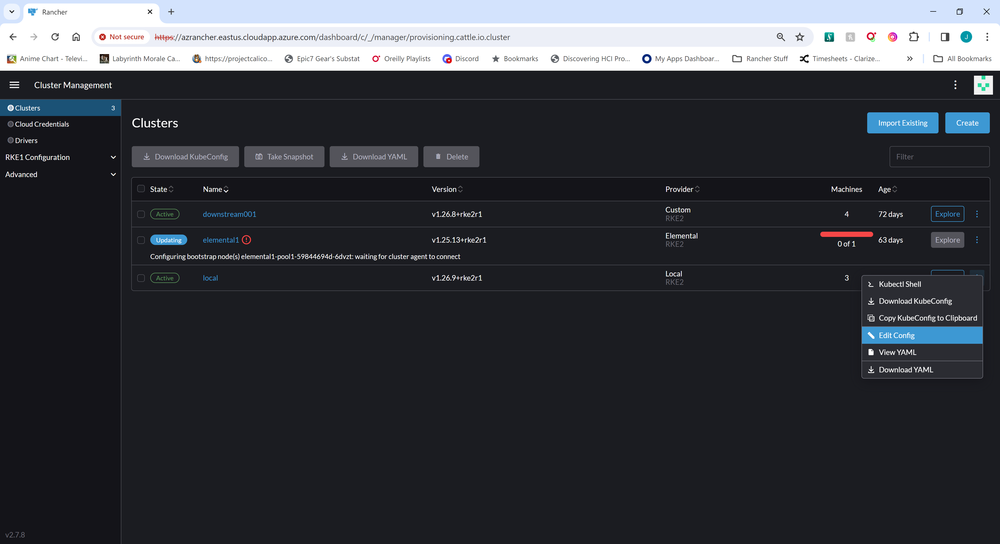 Rancher
Not secure
https://azrancher.eastus.cloudapp.azure.com/dashboard/c/_/manager/provisioning.cattle.io.cluster
J
Anime Chart - Televi...
E7X
Labyrinth Morale Ca...
https://projectcalico...
Epic7 Gear's Substat
Oreilly Playlists
Discord
Bookmarks
Discovering HCI Pro...
My Apps Dashboar...
Rancher Stuff
Timesheets - Clarize...
All Bookmarks
Cluster Management
Clusters 3
Cloud Credentials
Drivers
RKE1 Configuration
Advanced
v2.7.8
Clusters
Import Existing
Create
Download KubeConfig
Take Snapshot
Download YAML
Delete
Filter
State Name Version Provider Machines Age
Active downstream001 v1.26.8+rke2r1 Custom 4 72 days Explore
RKE2
Updating elemental1 v1.25.13+rke2r1 Elemental 0 of 1 63 days Explore
RKE2
Configuring bootstrap node(s) elemental1-pool1-59844694d-6dvzt: waiting for cluster agent to connect
Active local v1.26.9+rke2r1 Local 3
RKE2
Kubectl Shell
Download KubeConfig
Copy KubeConfig to Clipboard
Edit Config
View YAML
Download YAML